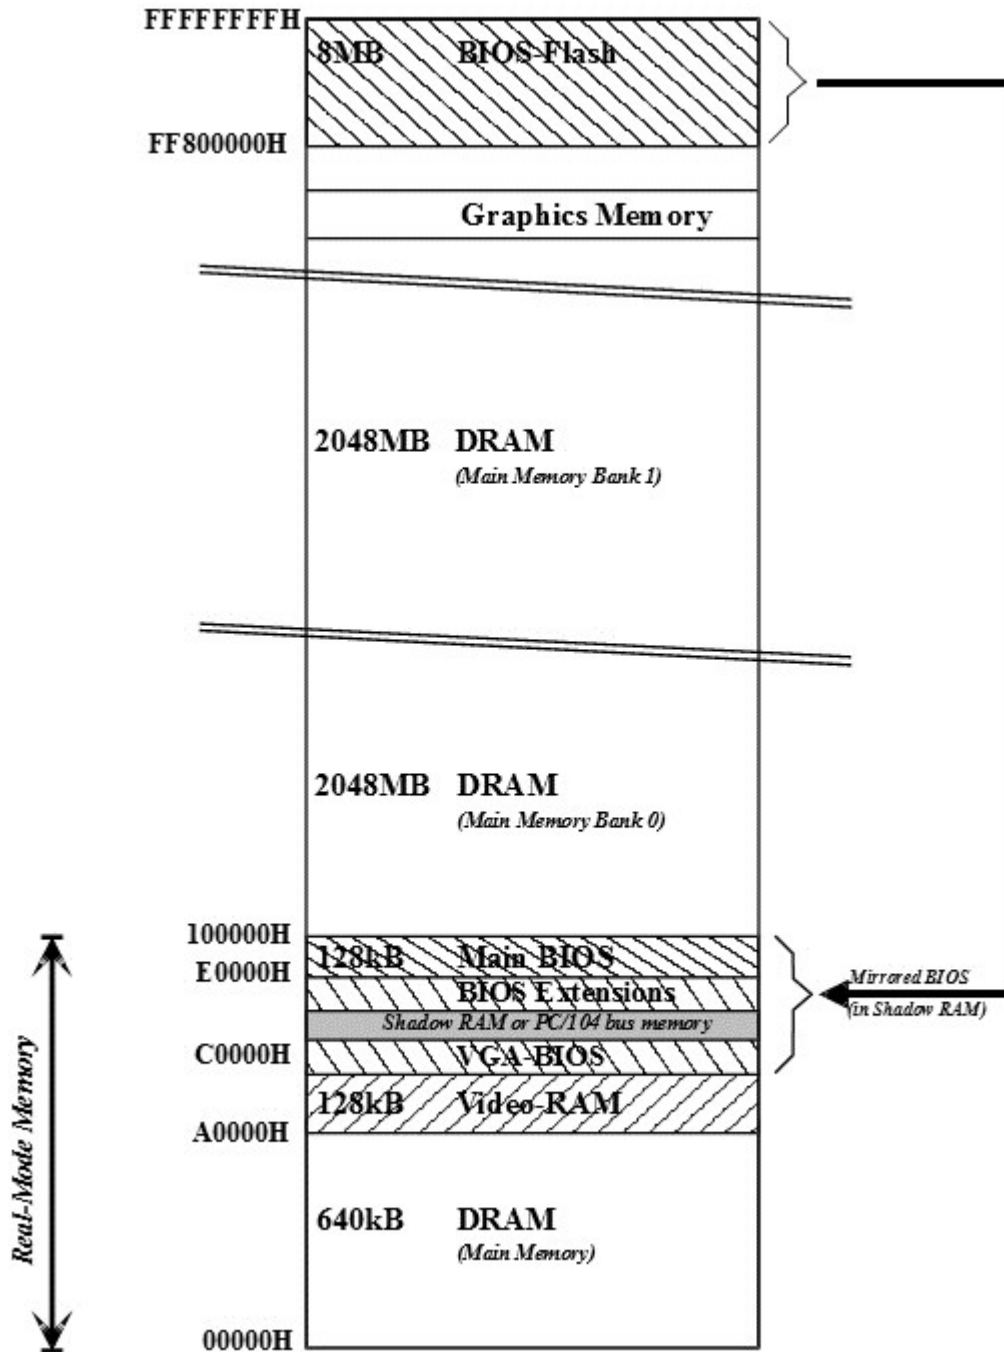 FFFFFFFFH
8MB BIOS-Flash
FF800000H
Graphics Memory
2048MB DRAM
(Main Memory Bank 1)
2048MB DRAM
(Main Memory Bank 0)
100000H
128kB Main BIOS
E0000H
BIOS Extensions
Mirrored BIOS
(in Shadow RAM)
Shadow RAM or PC/104 bus memory
C0000H
VGA-BIOS
128kB Video-RAM
A0000H
Real-Mode Memory
640kB DRAM
(Main Memory)
00000H